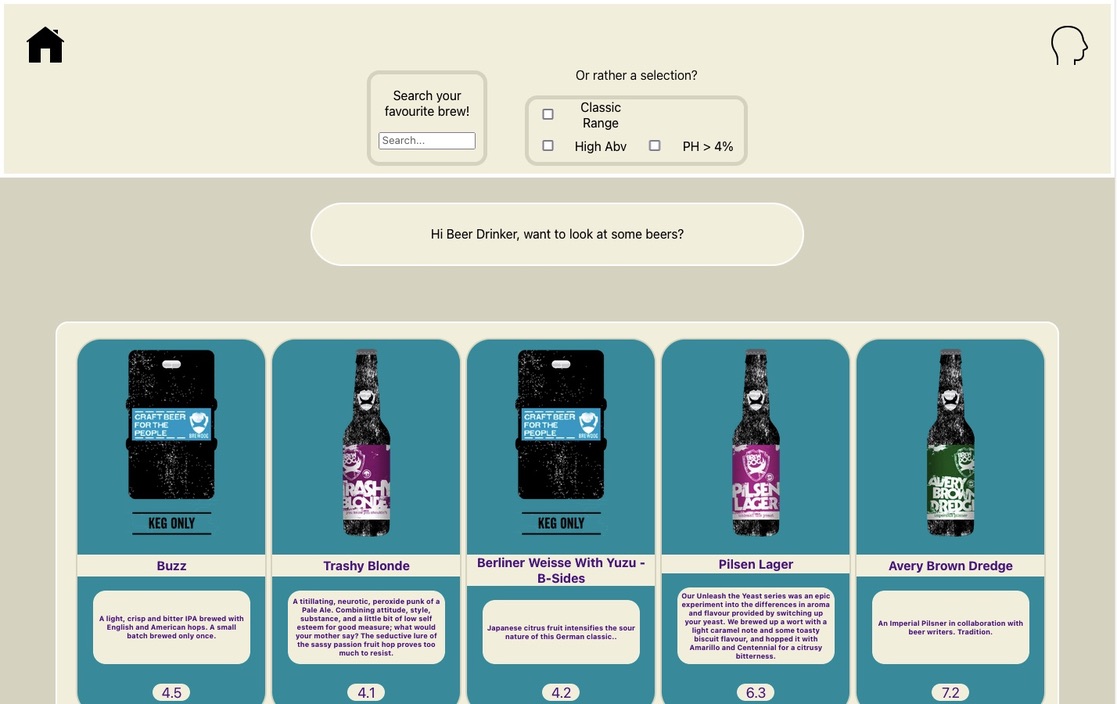 Or rather a selection?
Search your
favourite brew!
Search...
Classic
Range
High Abv
PH > 4%
Hi Beer Drinker, want to look at some beers?
CRAFT BEER
FOR THE
PEOPLE
BREWDOG
KEG ONLY
TRASHY
BLONDE
CRAFT BEER
FOR THE
PEOPLE
BREWDOG
KEG ONLY
BREW
DOG
PILSEN
LAGER
AVERY
BROWN
DREDGE
Buzz
Trashy Blonde
Berliner Weisse With Yuzu -
B-Sides
Pilsen Lager
Avery Brown Dredge
A light, crisp and bitter IPA brewed with
English and American hops. A small
batch brewed only once.
A titillating, neurotic, peroxide punk of a
Pale Ale. Combining attitude, style,
substance, and a little bit of low self
esteem for good measure; what would
your mother say? The seductive lure of
the sassy passion fruit hop proves too
much to resist.
Japanese citrus fruit intensifies the sour
nature of this German classic..
Our Unleash the Yeast series was an epic
experiment into the differences in aroma
and flavour provided by switching up
your yeast. We brewed up a wort with a
light caramel note and some toasty
biscuit flavour, and hopped it with
Amarillo and Centennial for a citrusy
bitterness.
An Imperial Pilsner in collaboration with
beer writers. Tradition.
4.5
4.1
4.2
6.3
7.2